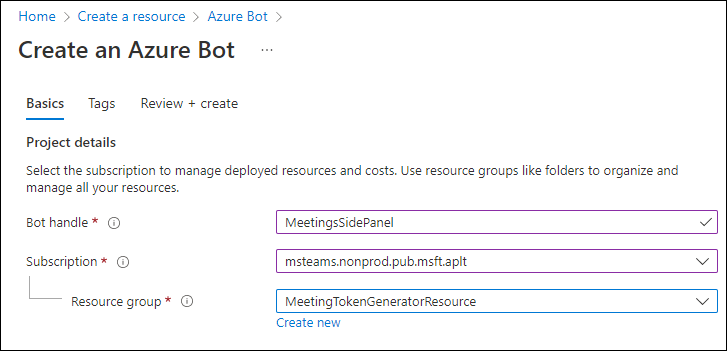 Home > Create a resource > Azure Bot >
Create an Azure Bot ...
Basics Tags Review + create
Project details
Select the subscription to manage deployed resources and costs. Use resource groups like folders to organize and
manage all your resources.
Bot handle * MeetingsSidePanel
Subscription * msteams.nonprod.pub.msft.aplt
Resource group * MeetingTokenGeneratorResource
Create new